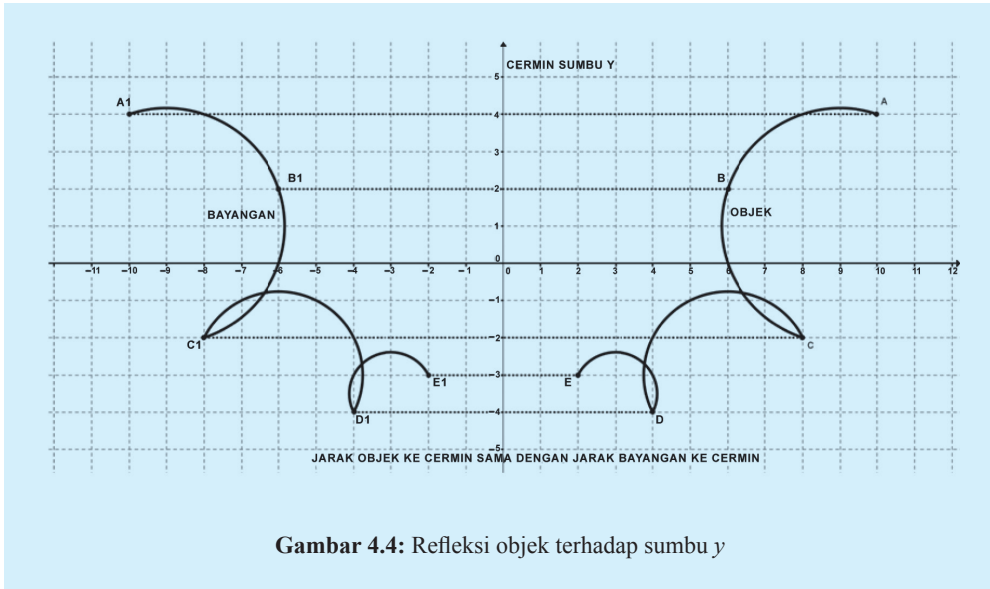 CERMIN SUMBU Y
5
A1
A
4
3
B1
B
2
BAYANGAN
OBJEK
1
0
−11 −10 −9 −8 −7 −6 −5 −4 −3 −2 −1 0 1 2 3 4 5 6 7 8 9 10 11 12
−1
C1
−2
C
−3
E1
E
−4
D1
D
−5
JARAK OBJEK KE CERMIN SAMA DENGAN JARAK BAYANGAN KE CERMIN
Gambar 4.4: Refleksi objek terhadap sumbu y